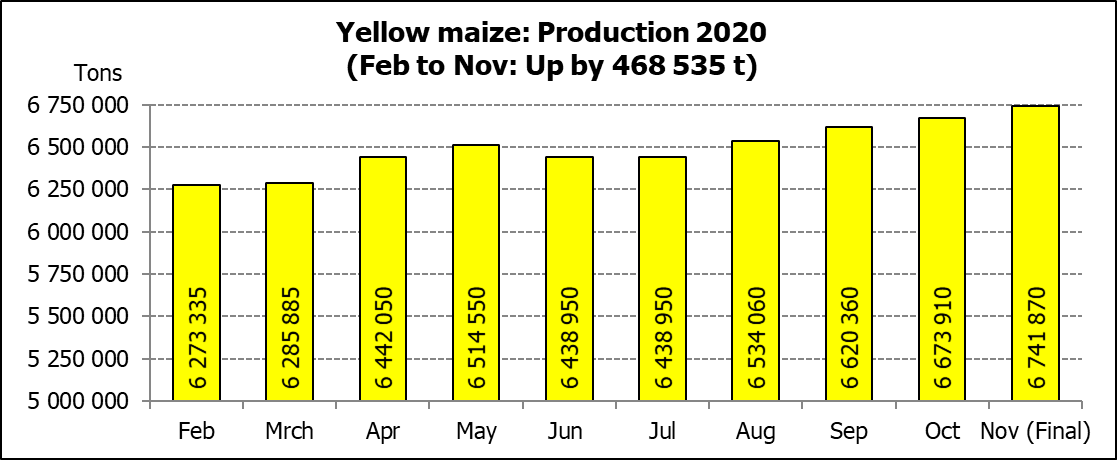 Yellow maize: Production 2020
(Feb to Nov: Up by 468 535 t)
Tons
6 750 000
6 500 000
6 250 000
6 000 000
5 750 000
5 500 000
5 250 000
5 000 000
6 273 335
6 285 885
6 442 050
6 514 550
6 438 950
6 438 950
6 534 060
6 620 360
6 673 910
6 741 870
Feb Mrch Apr May Jun Jul Aug Sep Oct Nov (Final)